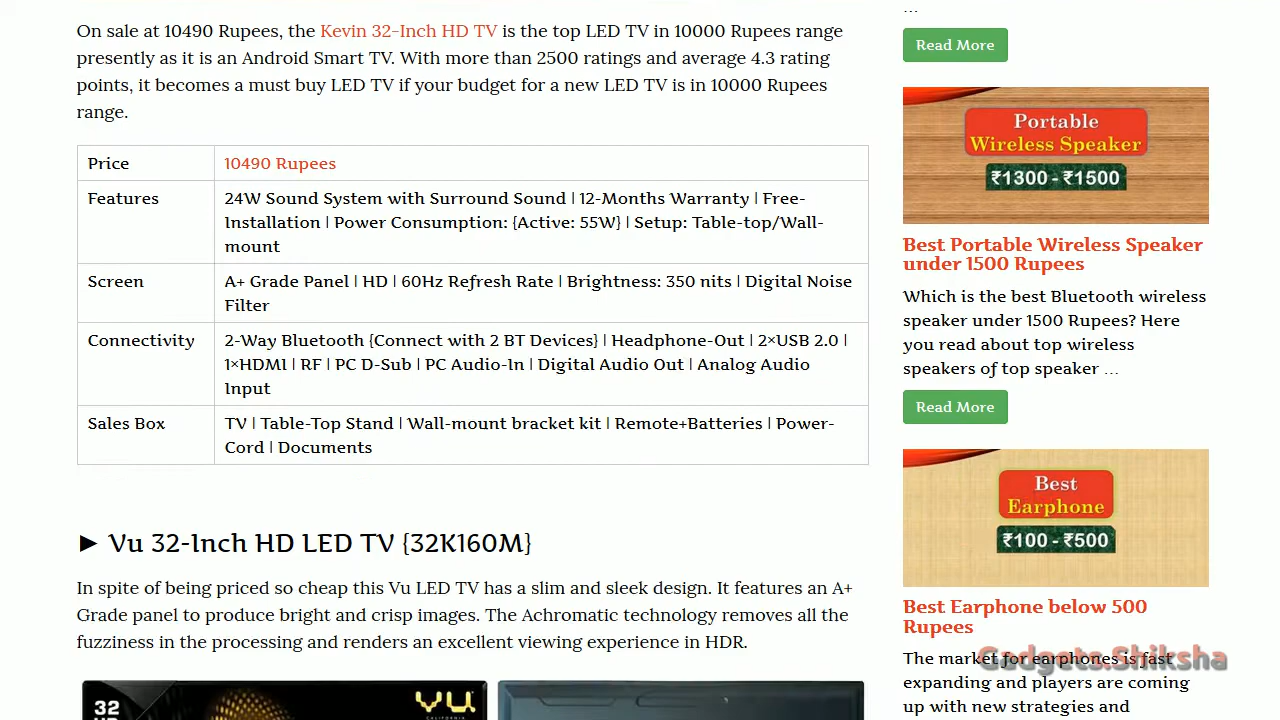 On sale at 10490 Rupees, the Kevin 32-Inch HD TV is the top LED TV in 10000 Rupees range
presently as it is an Android Smart TV. With more than 2500 ratings and average 4.3 rating
points, it becomes a must buy LED TV if your budget for a new LED TV is in 10000 Rupees
range.
Price 10490 Rupees
Features 24W Sound System with Surround Sound | 12-Months Warranty | Free-
Installation | Power Consumption: {Active: 55W} | Setup: Table-top/Wall-
mount
Screen A+ Grade Panel | HD | 60Hz Refresh Rate | Brightness: 350 nits | Digital Noise
Filter
Connectivity 2-Way Bluetooth {Connect with 2 BT Devices} | Headphone-Out | 2×USB 2.0 |
1×HDMI | RF | PC D-Sub | PC Audio-In | Digital Audio Out | Analog Audio
Input
Sales Box TV | Table-Top Stand | Wall-mount bracket kit | Remote+Batteries | Power-
Cord | Documents
► Vu 32-Inch HD LED TV {32K160M}
In spite of being priced so cheap this Vu LED TV has a slim and sleek design. It features an A+
Grade panel to produce bright and crisp images. The Achromatic technology removes all the
fuzziness in the processing and renders an excellent viewing experience in HDR.
32
VU
CALIFORNIA
...
Read More
Portable
Wireless Speaker
₹1300 - ₹1500
Best Portable Wireless Speaker
under 1500 Rupees
Which is the best Bluetooth wireless
speaker under 1500 Rupees? Here
you read about top wireless
speakers of top speaker ...
Read More
Best
Earphone
₹100 - ₹500
Best Earphone below 500
Rupees
The market for earphones is fast
expanding and players are coming
up with new strategies and
Gadgets.Shiksha